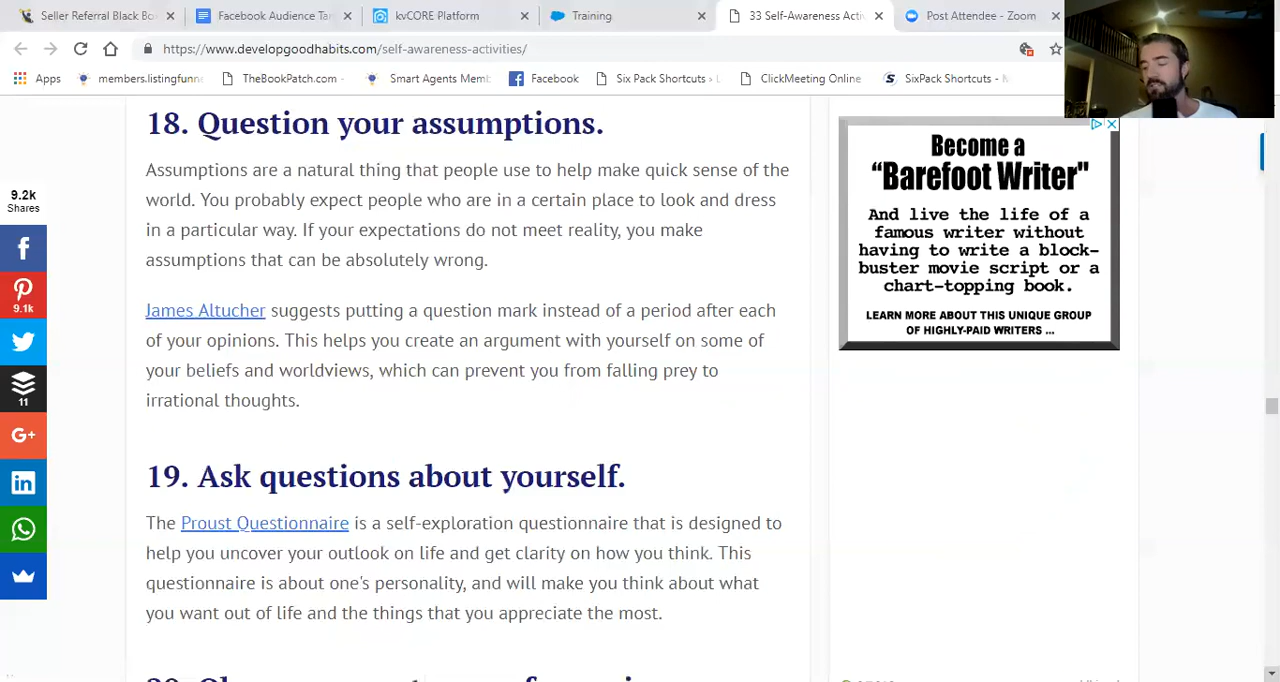 Seller Referral Black Bo
Facebook Audience Tar
kvCORE Platform
Training
33 Self-Awareness Activ
Post Attendee - Zoom
https://www.developgoodhabits.com/self-awareness-activities/
Apps
members.listingfunne
TheBookPatch.com -
Smart Agents Memb
Facebook
Six Pack Shortcuts › L
ClickMeeting Online
SixPack Shortcuts -
18. Question your assumptions.
Assumptions are a natural thing that people use to help make quick sense of the
world. You probably expect people who are in a certain place to look and dress
in a particular way. If your expectations do not meet reality, you make
assumptions that can be absolutely wrong.
James Altucher suggests putting a question mark instead of a period after each
of your opinions. This helps you create an argument with yourself on some of
your beliefs and worldviews, which can prevent you from falling prey to
irrational thoughts.
19. Ask questions about yourself.
The Proust Questionnaire is a self-exploration questionnaire that is designed to
help you uncover your outlook on life and get clarity on how you think. This
questionnaire is about one's personality, and will make you think about what
you want out of life and the things that you appreciate the most.
9.2k
Shares
9.1k
11
G+
in
Become a
"Barefoot Writer"
And live the life of a
famous writer without
having to write a block-
buster movie script or a
chart-topping book.
LEARN MORE ABOUT THIS UNIQUE GROUP
OF HIGHLY-PAID WRITERS ...